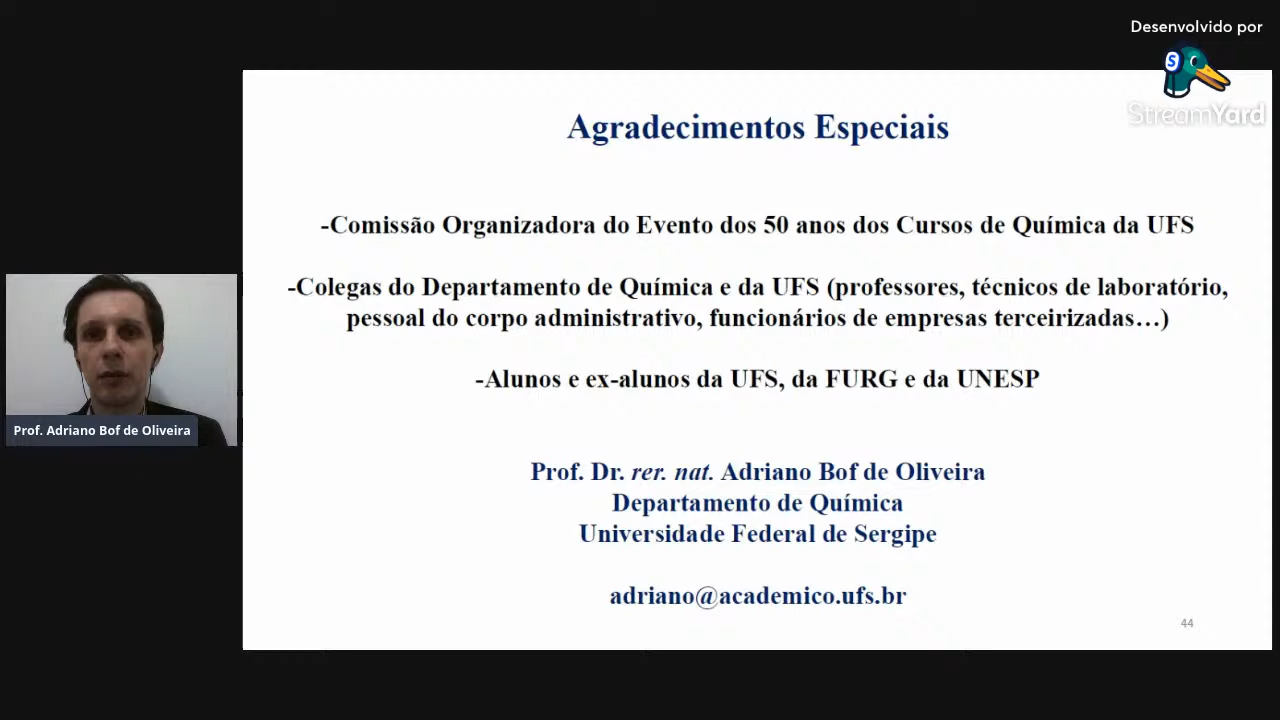 Desenvolvido por
StreamYard
Agradecimentos Especiais
-Comissão Organizadora do Evento dos 50 anos dos Cursos de Química da UFS
-Colegas do Departamento de Química e da UFS (professores, técnicos de laboratório,
pessoal do corpo administrativo, funcionários de empresas terceirizadas…)
-Alunos e ex-alunos da UFS, da FURG e da UNESP
Prof. Adriano Bof de Oliveira
Prof. Dr. rer. nat. Adriano Bof de Oliveira
Departamento de Química
Universidade Federal de Sergipe
adriano@academico.ufs.br
44